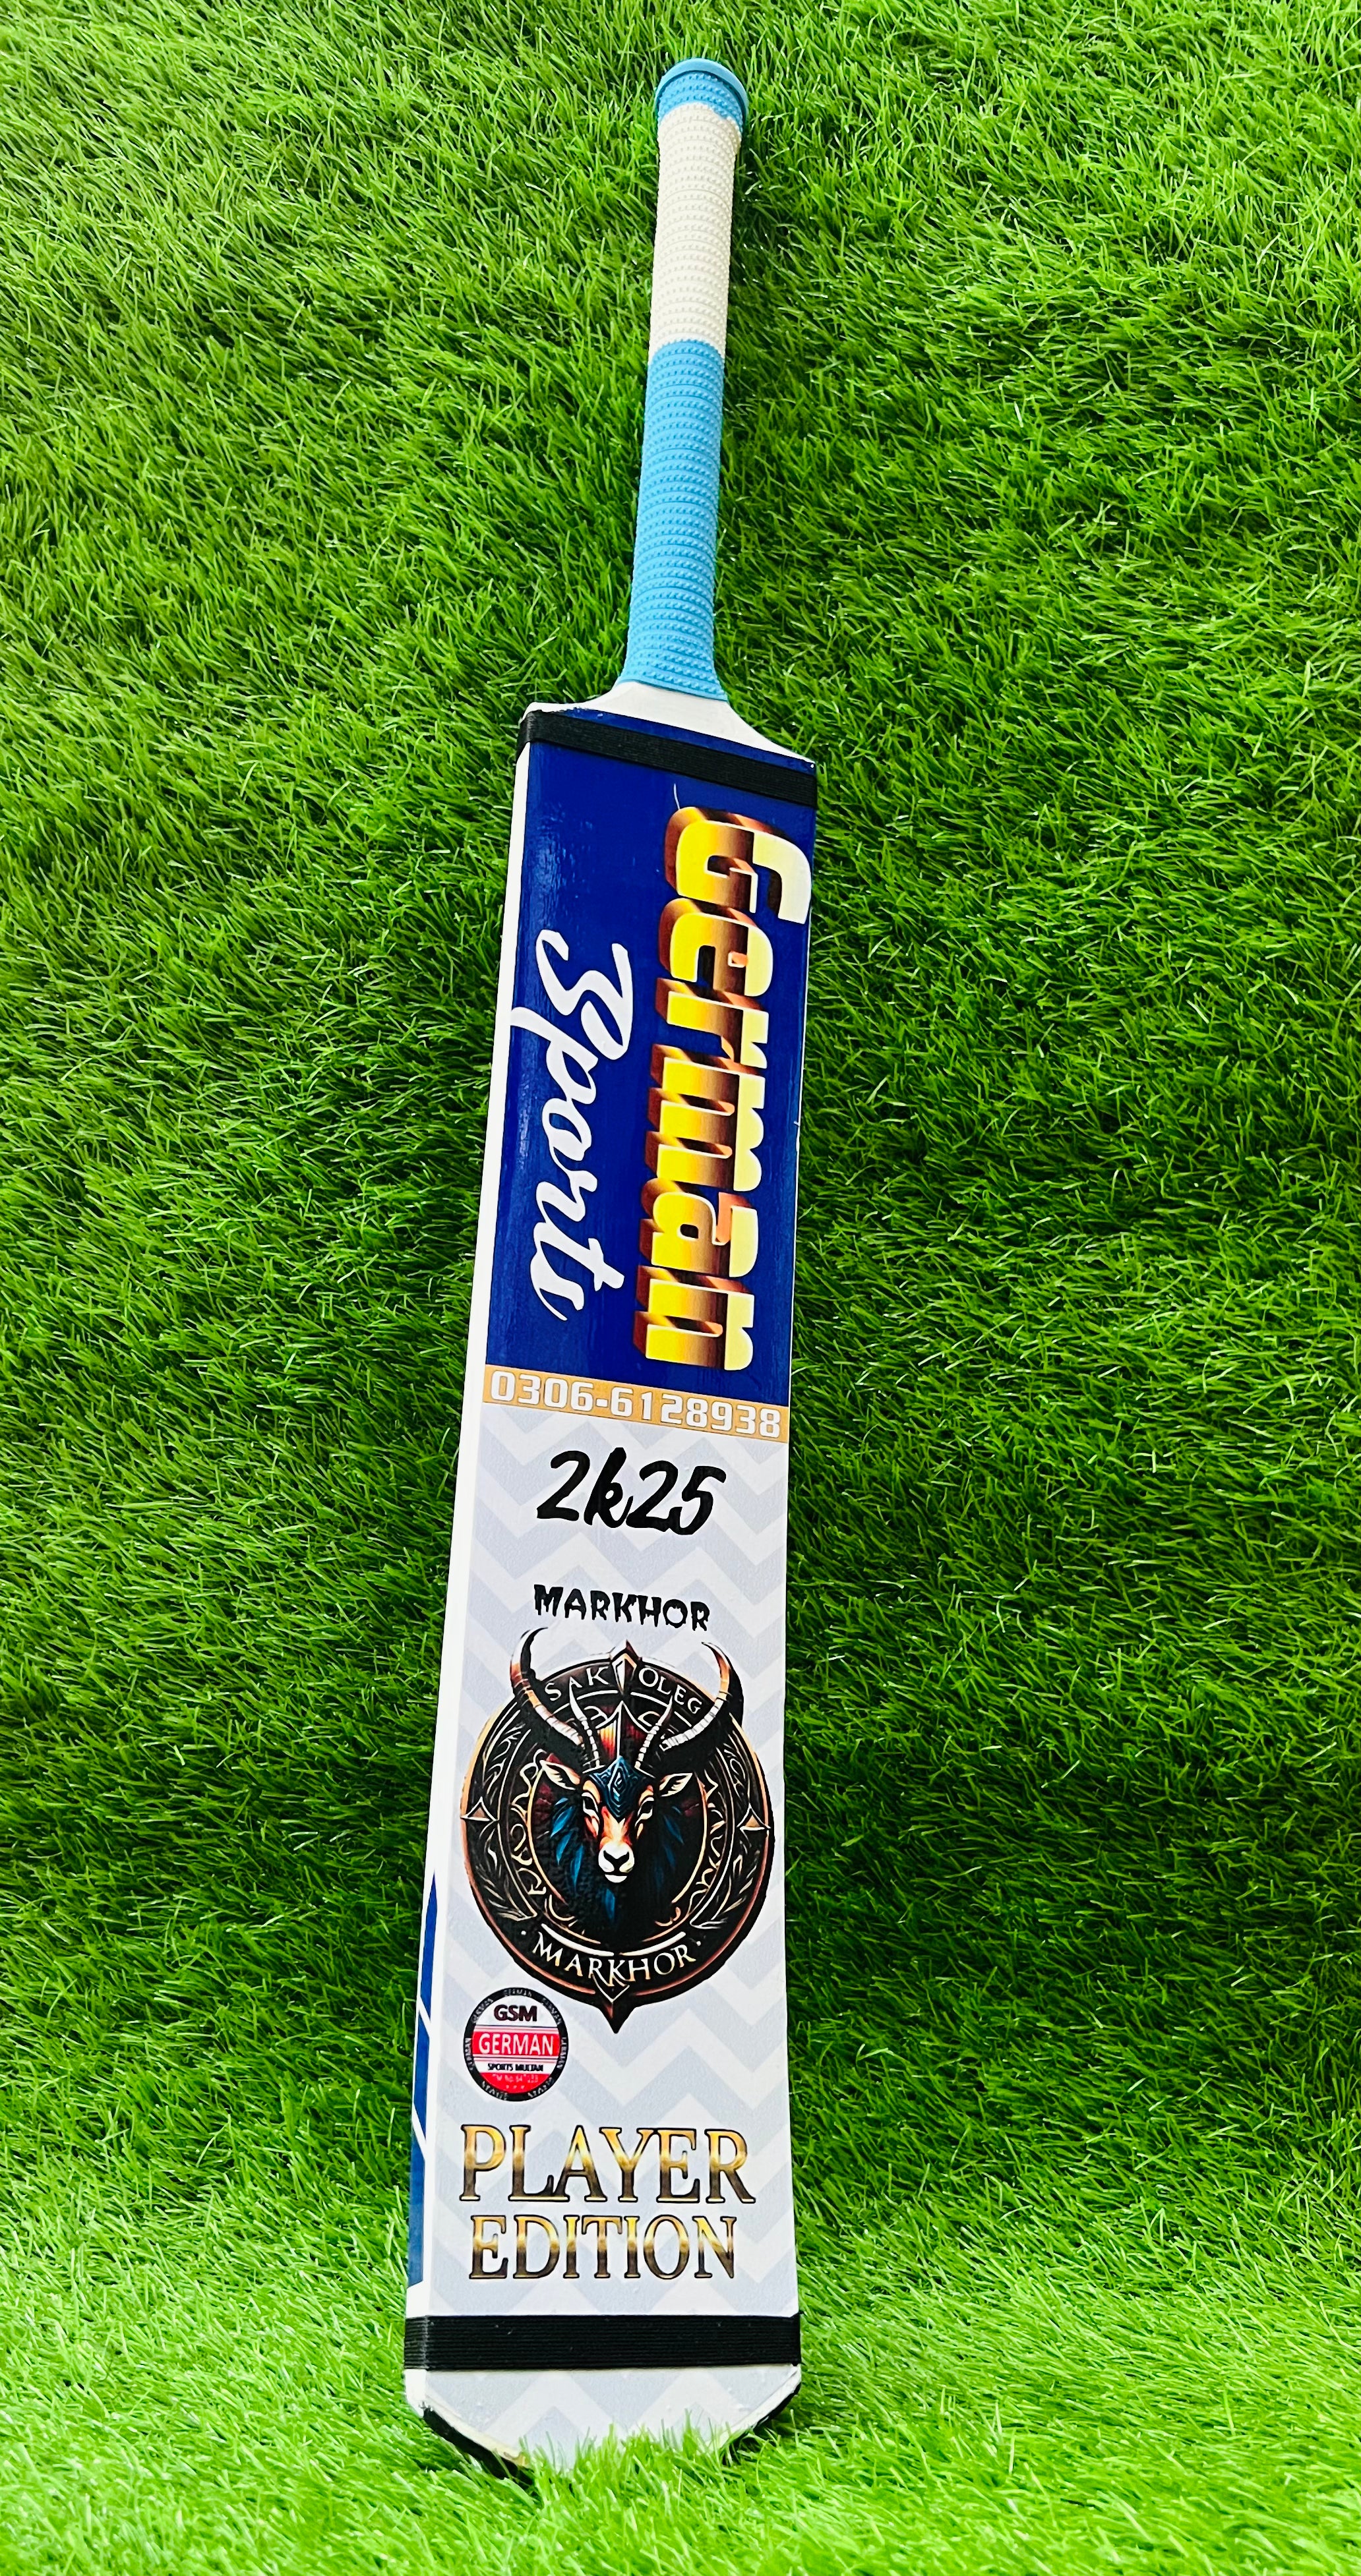 German
Sports
0306-6128938
2k25
MARKHOR
MARKHOR
GSM
GERMAN
SPORTS MULTAN
PLAYER
EDITION